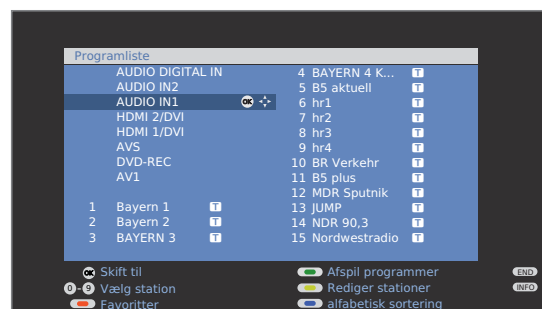 Programliste
AUDIO DIGITAL IN
AUDIO IN2
AUDIO IN1 OK
HDMI 2/DVI
HDMI 1/DVI
AVS
DVD-REC
AV1
1 Bayern 1 T
2 Bayern 2 T
3 BAYERN 3 T
4 BAYERN 4 K... T
5 B5 aktuell T
6 hr1 T
7 hr2 T
8 hr3 T
9 hr4 T
10 BR Verkehr T
11 B5 plus T
12 MDR Sputnik T
13 JUMP T
14 NDR 90,3 T
15 Nordwestradio T
OK Skift til
0-9 Vælg station
Favoritter
Afspil programmer
Rediger stationer
alfabetisk sortering
END
INFO